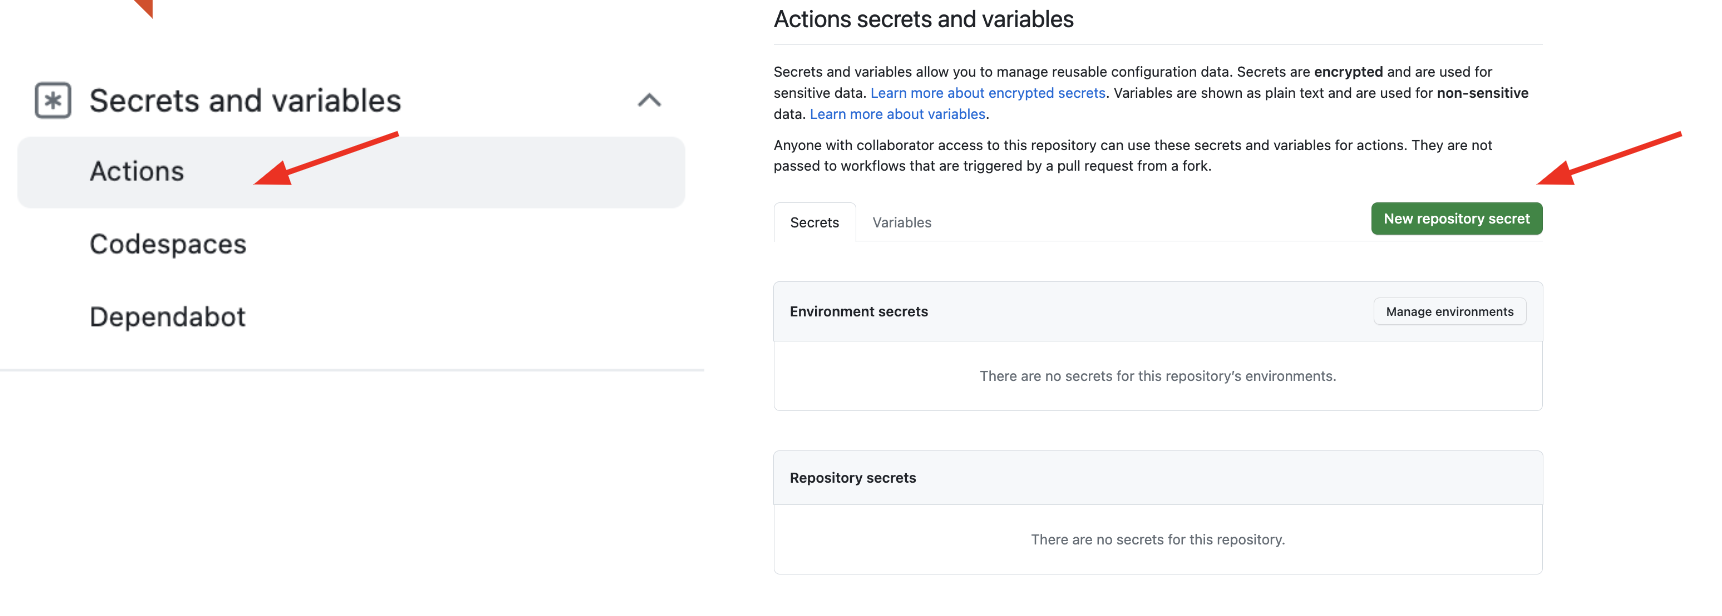 Secrets and variables
Actions
Codespaces
Dependabot
Actions secrets and variables
Secrets and variables allow you to manage reusable configuration data. Secrets are encrypted and are used for
sensitive data. Learn more about encrypted secrets. Variables are shown as plain text and are used for non-sensitive
data. Learn more about variables.
Anyone with collaborator access to this repository can use these secrets and variables for actions. They are not
passed to workflows that are triggered by a pull request from a fork.
Secrets
Variables
New repository secret
Environment secrets
Manage environments
There are no secrets for this repository’s environments.
Repository secrets
There are no secrets for this repository.